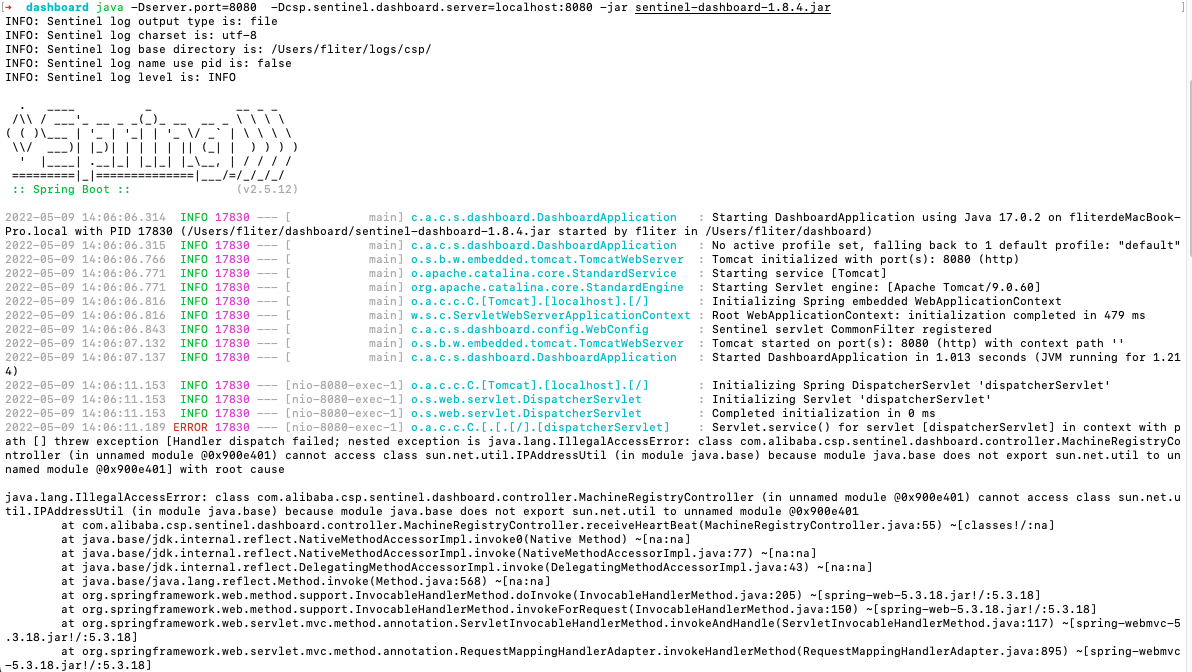 [→  dashboard java -Dserver.port=8080  -Dcsp.sentinel.dashboard.server=localhost:8080 -jar sentinel-dashboard-1.8.4.jar ]
INFO: Sentinel log output type is: file
INFO: Sentinel log charset is: utf-8
INFO: Sentinel log base directory is: /Users/fliter/logs/csp/
INFO: Sentinel log name use pid is: false
INFO: Sentinel log level is: INFO

  .   ____          _            __ _ _
 /\\ / ___'_ __ _ _(_)_ __  __ _ \ \ \ \
( ( )\___ | '_ | '_| | '_ \/ _` | \ \ \ \
 \\/  ___)| |_)| | | | | || (_| |  ) ) ) )
  '  |____| .__|_| |_|_| |_\__, | / / / /
 =========|_|==============|___/=/_/_/_/
 :: Spring Boot ::               (v2.5.12)

2022-05-09 14:06:06.314  INFO 17830 --- [           main] c.a.c.s.dashboard.DashboardApplication   : Starting DashboardApplication using Java 17.0.2 on fliterdeMacBook-
Pro.local with PID 17830 (/Users/fliter/dashboard/sentinel-dashboard-1.8.4.jar started by fliter in /Users/fliter/dashboard)
2022-05-09 14:06:06.315  INFO 17830 --- [           main] c.a.c.s.dashboard.DashboardApplication   : No active profile set, falling back to 1 default profile: "default"
2022-05-09 14:06:06.766  INFO 17830 --- [           main] o.s.b.w.embedded.tomcat.TomcatWebServer  : Tomcat initialized with port(s): 8080 (http)
2022-05-09 14:06:06.771  INFO 17830 --- [           main] o.apache.catalina.core.StandardService   : Starting service [Tomcat]
2022-05-09 14:06:06.771  INFO 17830 --- [           main] org.apache.catalina.core.StandardEngine  : Starting Servlet engine: [Apache Tomcat/9.0.60]
2022-05-09 14:06:06.816  INFO 17830 --- [           main] o.a.c.c.C.[Tomcat].[localhost].[/]       : Initializing Spring embedded WebApplicationContext
2022-05-09 14:06:06.816  INFO 17830 --- [           main] w.s.c.ServletWebServerApplicationContext : Root WebApplicationContext: initialization completed in 479 ms
2022-05-09 14:06:06.843  INFO 17830 --- [           main] c.a.c.s.dashboard.config.WebConfig       : Sentinel servlet CommonFilter registered
2022-05-09 14:06:07.132  INFO 17830 --- [           main] o.s.b.w.embedded.tomcat.TomcatWebServer  : Tomcat started on port(s): 8080 (http) with context path ''
2022-05-09 14:06:07.137  INFO 17830 --- [           main] c.a.c.s.dashboard.DashboardApplication   : Started DashboardApplication in 1.013 seconds (JVM running for 1.21
4)
2022-05-09 14:06:11.153  INFO 17830 --- [nio-8080-exec-1] o.a.c.c.C.[Tomcat].[localhost].[/]       : Initializing Spring DispatcherServlet 'dispatcherServlet'
2022-05-09 14:06:11.153  INFO 17830 --- [nio-8080-exec-1] o.s.web.servlet.DispatcherServlet        : Initializing Servlet 'dispatcherServlet'
2022-05-09 14:06:11.153  INFO 17830 --- [nio-8080-exec-1] o.s.web.servlet.DispatcherServlet        : Completed initialization in 0 ms
2022-05-09 14:06:11.189 ERROR 17830 --- [nio-8080-exec-1] o.a.c.c.C.[.[.[/].[dispatcherServlet]    : Servlet.service() for servlet [dispatcherServlet] in context with p
ath [] threw exception [Handler dispatch failed; nested exception is java.lang.IllegalAccessError: class com.alibaba.csp.sentinel.dashboard.controller.MachineRegistryCo
ntroller (in unnamed module @0x900e401) cannot access class sun.net.util.IPAddressUtil (in module java.base) because module java.base does not export sun.net.util to un
named module @0x900e401] with root cause

java.lang.IllegalAccessError: class com.alibaba.csp.sentinel.dashboard.controller.MachineRegistryController (in unnamed module @0x900e401) cannot access class sun.net.u
til.IPAddressUtil (in module java.base) because module java.base does not export sun.net.util to unnamed module @0x900e401
        at com.alibaba.csp.sentinel.dashboard.controller.MachineRegistryController.receiveHeartBeat(MachineRegistryController.java:55) ~[classes!/:na]
        at java.base/jdk.internal.reflect.NativeMethodAccessorImpl.invoke0(Native Method) ~[na:na]
        at java.base/jdk.internal.reflect.NativeMethodAccessorImpl.invoke(NativeMethodAccessorImpl.java:77) ~[na:na]
        at java.base/jdk.internal.reflect.DelegatingMethodAccessorImpl.invoke(DelegatingMethodAccessorImpl.java:43) ~[na:na]
        at java.base/java.lang.reflect.Method.invoke(Method.java:568) ~[na:na]
        at org.springframework.web.method.support.InvocableHandlerMethod.doInvoke(InvocableHandlerMethod.java:205) ~[spring-web-5.3.18.jar!/:5.3.18]
        at org.springframework.web.method.support.InvocableHandlerMethod.invokeForRequest(InvocableHandlerMethod.java:150) ~[spring-web-5.3.18.jar!/:5.3.18]
        at org.springframework.web.servlet.mvc.method.annotation.ServletInvocableHandlerMethod.invokeAndHandle(ServletInvocableHandlerMethod.java:117) ~[spring-webmvc-5
.3.18.jar!/:5.3.18]
        at org.springframework.web.servlet.mvc.method.annotation.RequestMappingHandlerAdapter.invokeHandlerMethod(RequestMappingHandlerAdapter.java:895) ~[spring-webmvc
-5.3.18.jar!/:5.3.18]